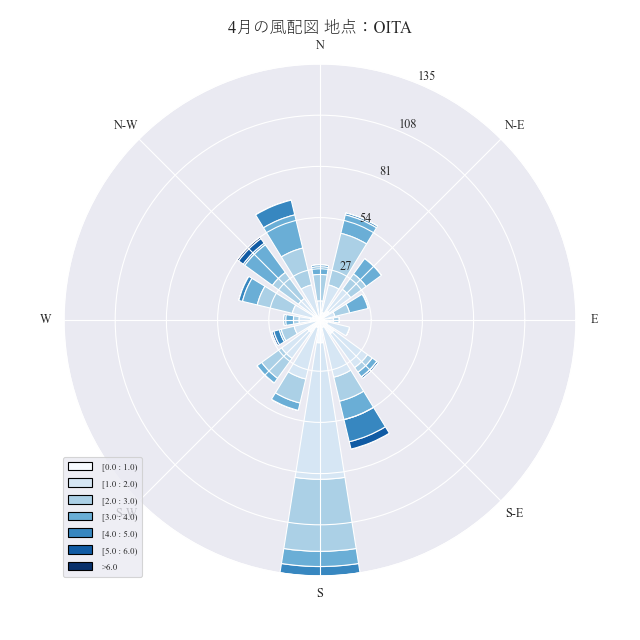 4月の風配図 地点：OITA
N
135
N-W
108
N-E
81
54
27
W
E
[0.0 : 1.0)
[1.0 : 2.0)
[2.0 : 3.0)
[3.0 : 4.0)
S-W
S-E
[4.0 : 5.0)
[5.0 : 6.0)
>6.0
S